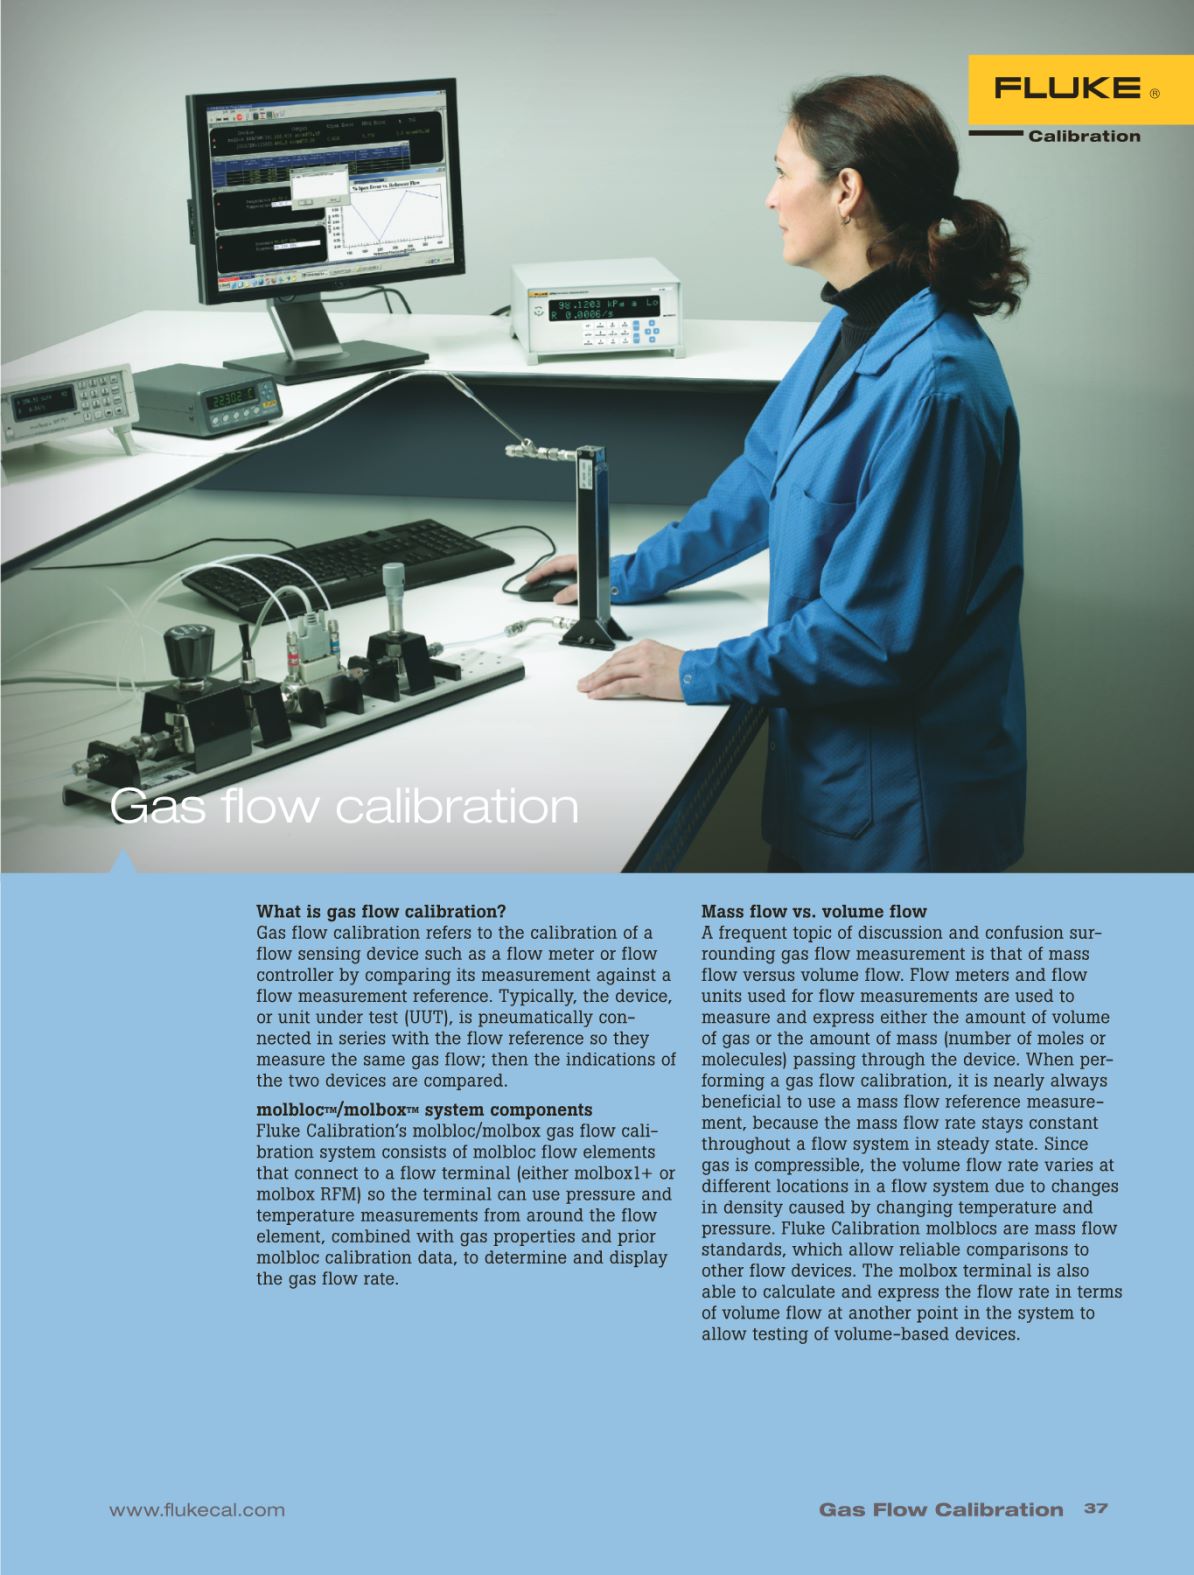 FLUKE ®
Calibration
% Span Error vs. Reference Flow
FLUKE
98.1203 kPa a Lo
R 0.0006/s
Gas flow calibration
What is gas flow calibration?
Gas flow calibration refers to the calibration of a
flow sensing device such as a flow meter or flow
controller by comparing its measurement against a
flow measurement reference. Typically, the device,
or unit under test (UUT), is pneumatically con-
nected in series with the flow reference so they
measure the same gas flow; then the indications of
the two devices are compared.
molbloc™/molbox™ system components
Fluke Calibration’s molbloc/molbox gas flow cali-
bration system consists of molbloc flow elements
that connect to a flow terminal (either molbox1+ or
molbox RFM) so the terminal can use pressure and
temperature measurements from around the flow
element, combined with gas properties and prior
molbloc calibration data, to determine and display
the gas flow rate.
Mass flow vs. volume flow
A frequent topic of discussion and confusion sur-
rounding gas flow measurement is that of mass
flow versus volume flow. Flow meters and flow
units used for flow measurements are used to
measure and express either the amount of volume
of gas or the amount of mass (number of moles or
molecules) passing through the device. When per-
forming a gas flow calibration, it is nearly always
beneficial to use a mass flow reference measure-
ment, because the mass flow rate stays constant
throughout a flow system in steady state. Since
gas is compressible, the volume flow rate varies at
different locations in a flow system due to changes
in density caused by changing temperature and
pressure. Fluke Calibration molblocs are mass flow
standards, which allow reliable comparisons to
other flow devices. The molbox terminal is also
able to calculate and express the flow rate in terms
of volume flow at another point in the system to
allow testing of volume-based devices.
www.flukecal.com
Gas Flow Calibration 37